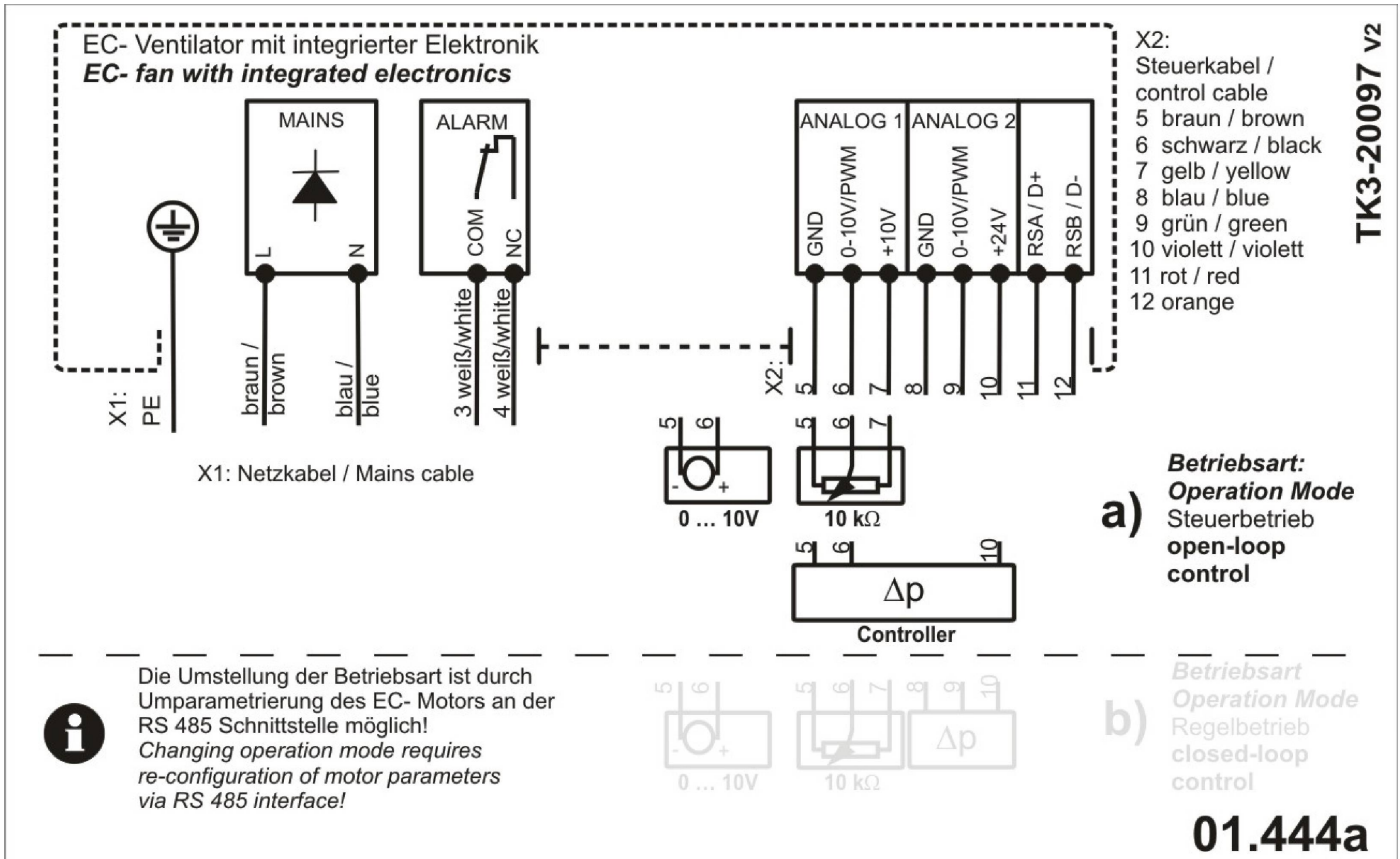 EC- Ventilator mit integrierter Elektronik
EC- fan with integrated electronics
MAINS
L
N
ALARM
COM
NC
ANALOG 1
GND
0-10V/PWM
+10V
ANALOG 2
GND
0-10V/PWM
+24V
RSA / D+
RSB / D-
X2:
Steuerkabel /
control cable
5 braun / brown
6 schwarz / black
7 gelb / yellow
8 blau / blue
9 grün / green
10 violett / violett
11 rot / red
12 orange
TK3-20097 V2
X1:
PE
braun /
brown
blau /
blue
3 weiß/white
4 weiß/white
X2:
5
6
7
8
9
10
11
12
X1: Netzkabel / Mains cable
5
6
- +
0 ... 10V
5
6
7
10 kΩ
5
6
10
Δp
Controller
a)
Betriebsart:
Operation Mode
Steuerbetrieb
open-loop
control
i
Die Umstellung der Betriebsart ist durch
Umparametrierung des EC- Motors an der
RS 485 Schnittstelle möglich!
Changing operation mode requires
re-configuration of motor parameters
via RS 485 interface!
5
6
- +
0 ... 10V
5
6
7
10 kΩ
8
9
10
Δp
b)
Betriebsart
Operation Mode
Regelbetrieb
closed-loop
control
01.444a